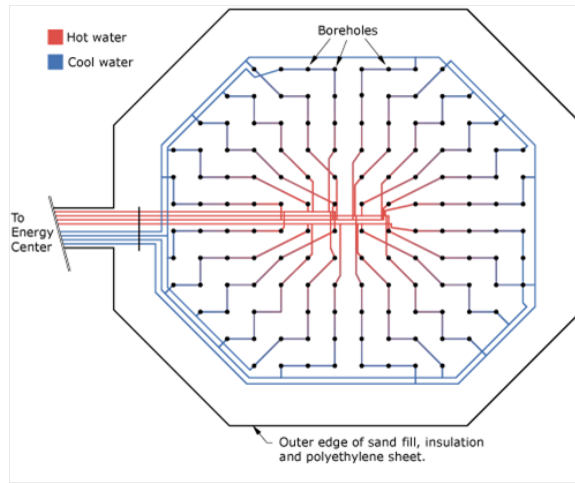 Hot water
Cool water
Boreholes
To
Energy
Center
Outer edge of sand fill, insulation
and polyethylene sheet.